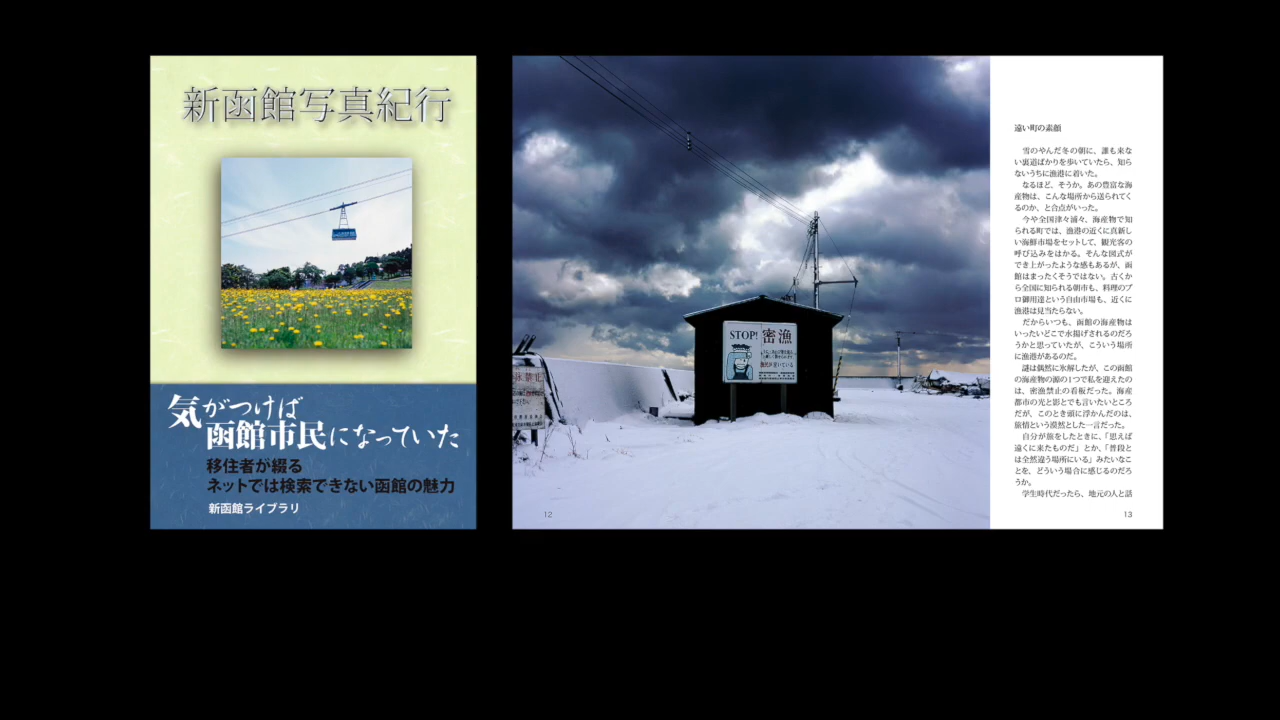 新函館写真紀行
気がつけば
函館市民になっていた
移住者が綴る
ネットでは検索できない函館の魅力
新函館ライブラリ
STOP! 密漁
12
遠い町の素顔
雪のやんだ冬の朝に、誰も来な
い裏道ばかりを歩いていたら、知ら
ないうちに漁港に着いた。
なるほど、そうか。あの豊富な海
産物は、こんな場所から送られてく
るのか、と合点がいった。
今や全国津々浦々、海産物で知
られる町では、漁港の近くに真新し
い海鮮市場をセットして、観光客の
呼び込みをはかる。そんな図式が
でき上がったような感もあるが、函
館はまったくそうではない。古くか
ら全国に知られる朝市も、料理のプ
ロ御用達という自由市場も、近くに
漁港は見当たらない。
だからいつも、函館の海産物は
いったいどこで水揚げされるのだろ
うかと思っていたが、こういう場所
に漁港があるのだ。
謎は偶然に氷解したが、この函館
の海産物の源の1つで私を迎えたの
は、密漁禁止の看板だった。海産
都市の光と影とでも言いたいところ
だが、このとき頭に浮かんだのは、
旅情という漠然とした一言だった。
自分が旅をしたときに、「思えば
遠くに来たものだ」とか、「普段と
は全然違う場所にいる」みたいなこ
とを、どういう場合に感じるのだろ
うか。
学生時代だったら、地元の人と話
13